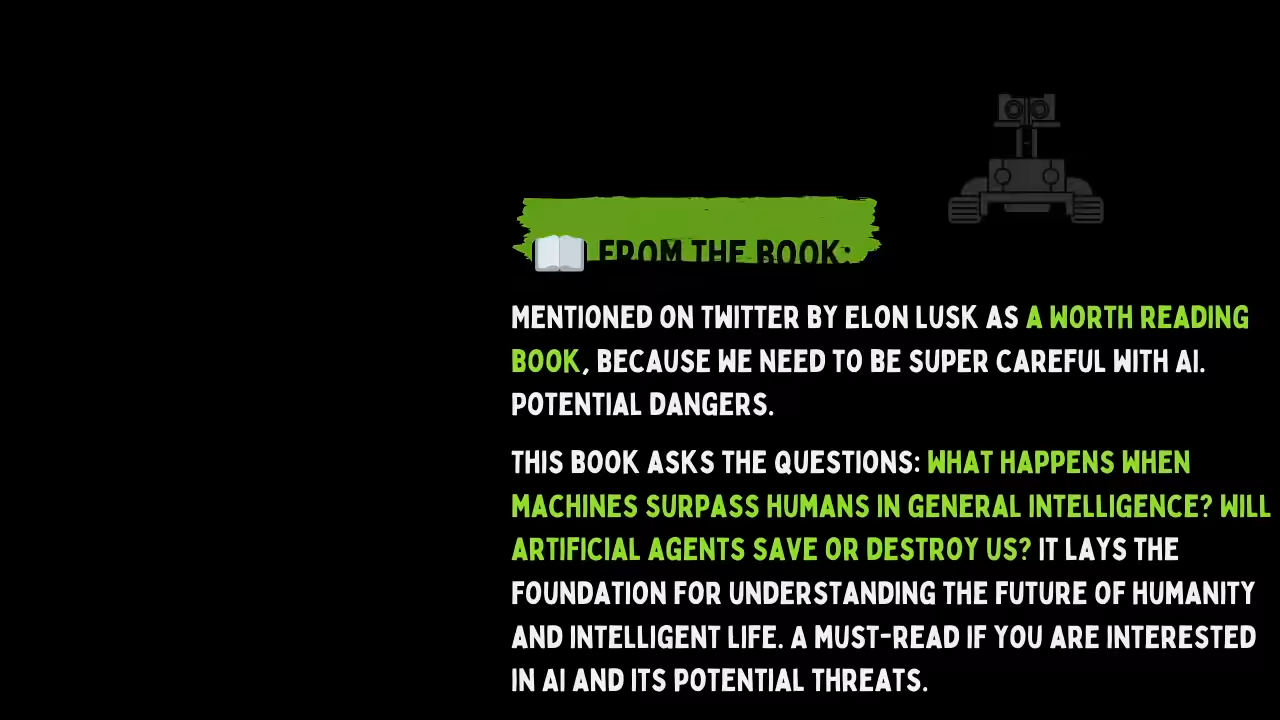 📖 FROM THE BOOK:
MENTIONED ON TWITTER BY ELON LUSK AS A WORTH READING
BOOK, BECAUSE WE NEED TO BE SUPER CAREFUL WITH AI.
POTENTIAL DANGERS.
THIS BOOK ASKS THE QUESTIONS: WHAT HAPPENS WHEN
MACHINES SURPASS HUMANS IN GENERAL INTELLIGENCE? WILL
ARTIFICIAL AGENTS SAVE OR DESTROY US? IT LAYS THE
FOUNDATION FOR UNDERSTANDING THE FUTURE OF HUMANITY
AND INTELLIGENT LIFE. A MUST-READ IF YOU ARE INTERESTED
IN AI AND ITS POTENTIAL THREATS.